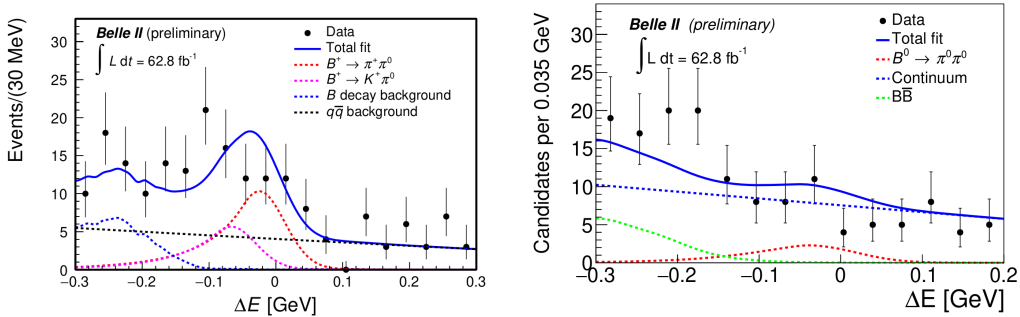 Belle II (preliminary)
∫ L dt = 62.8 fb⁻¹
Data
Total fit
B⁺ → π⁺π⁰
B⁺ → K⁺π⁰
B decay background
qq̅ background
Events/(30 MeV)
30
25
20
15
10
5
0
−0.3 −0.2 −0.1 0 0.1 0.2 0.3
ΔE [GeV]
Belle II (preliminary)
∫ L dt = 62.8 fb⁻¹
Data
Total fit
B⁰ → π⁰π⁰
Continuum
BB̅
Candidates per 0.035 GeV
30
25
20
15
10
5
0
−0.3 −0.2 −0.1 0 0.1 0.2
ΔE [GeV]